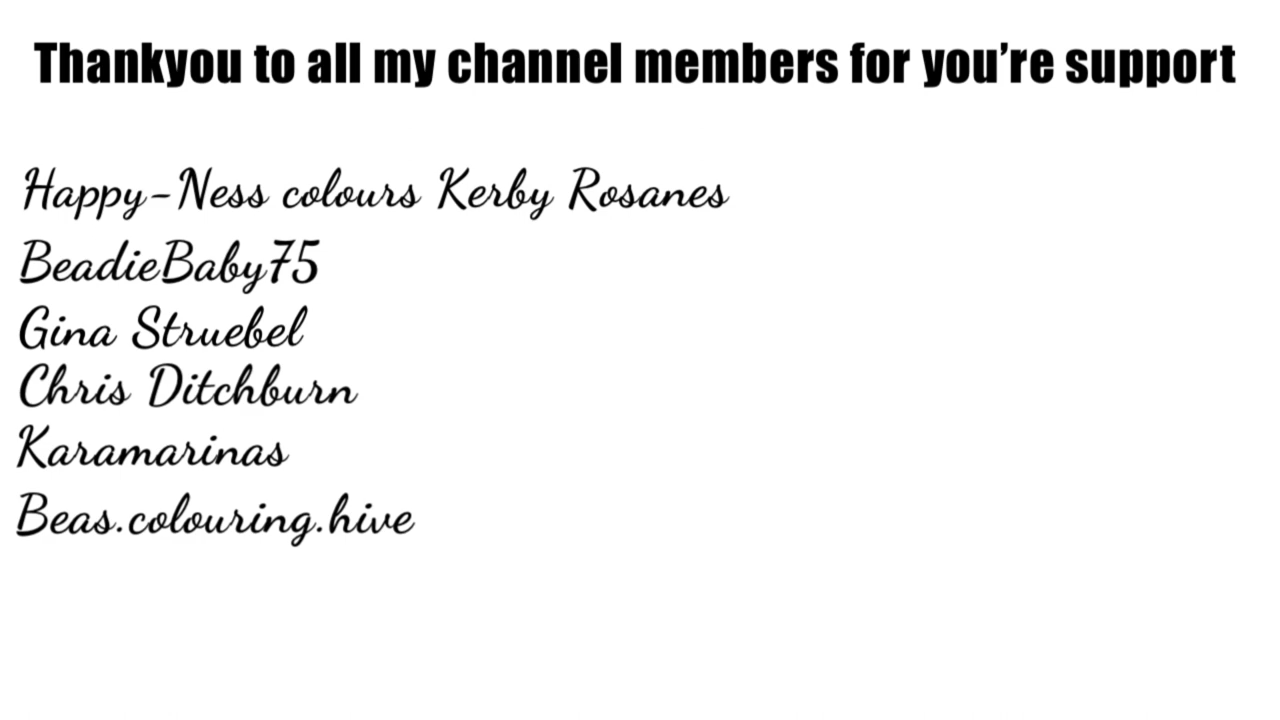 Thankyou to all my channel members for you’re support
Happy-Ness colours Kerby Rosanes
BeadieBaby75
Gina Struebel
Chris Ditchburn
Karamarinas
Beas.colouring.hive